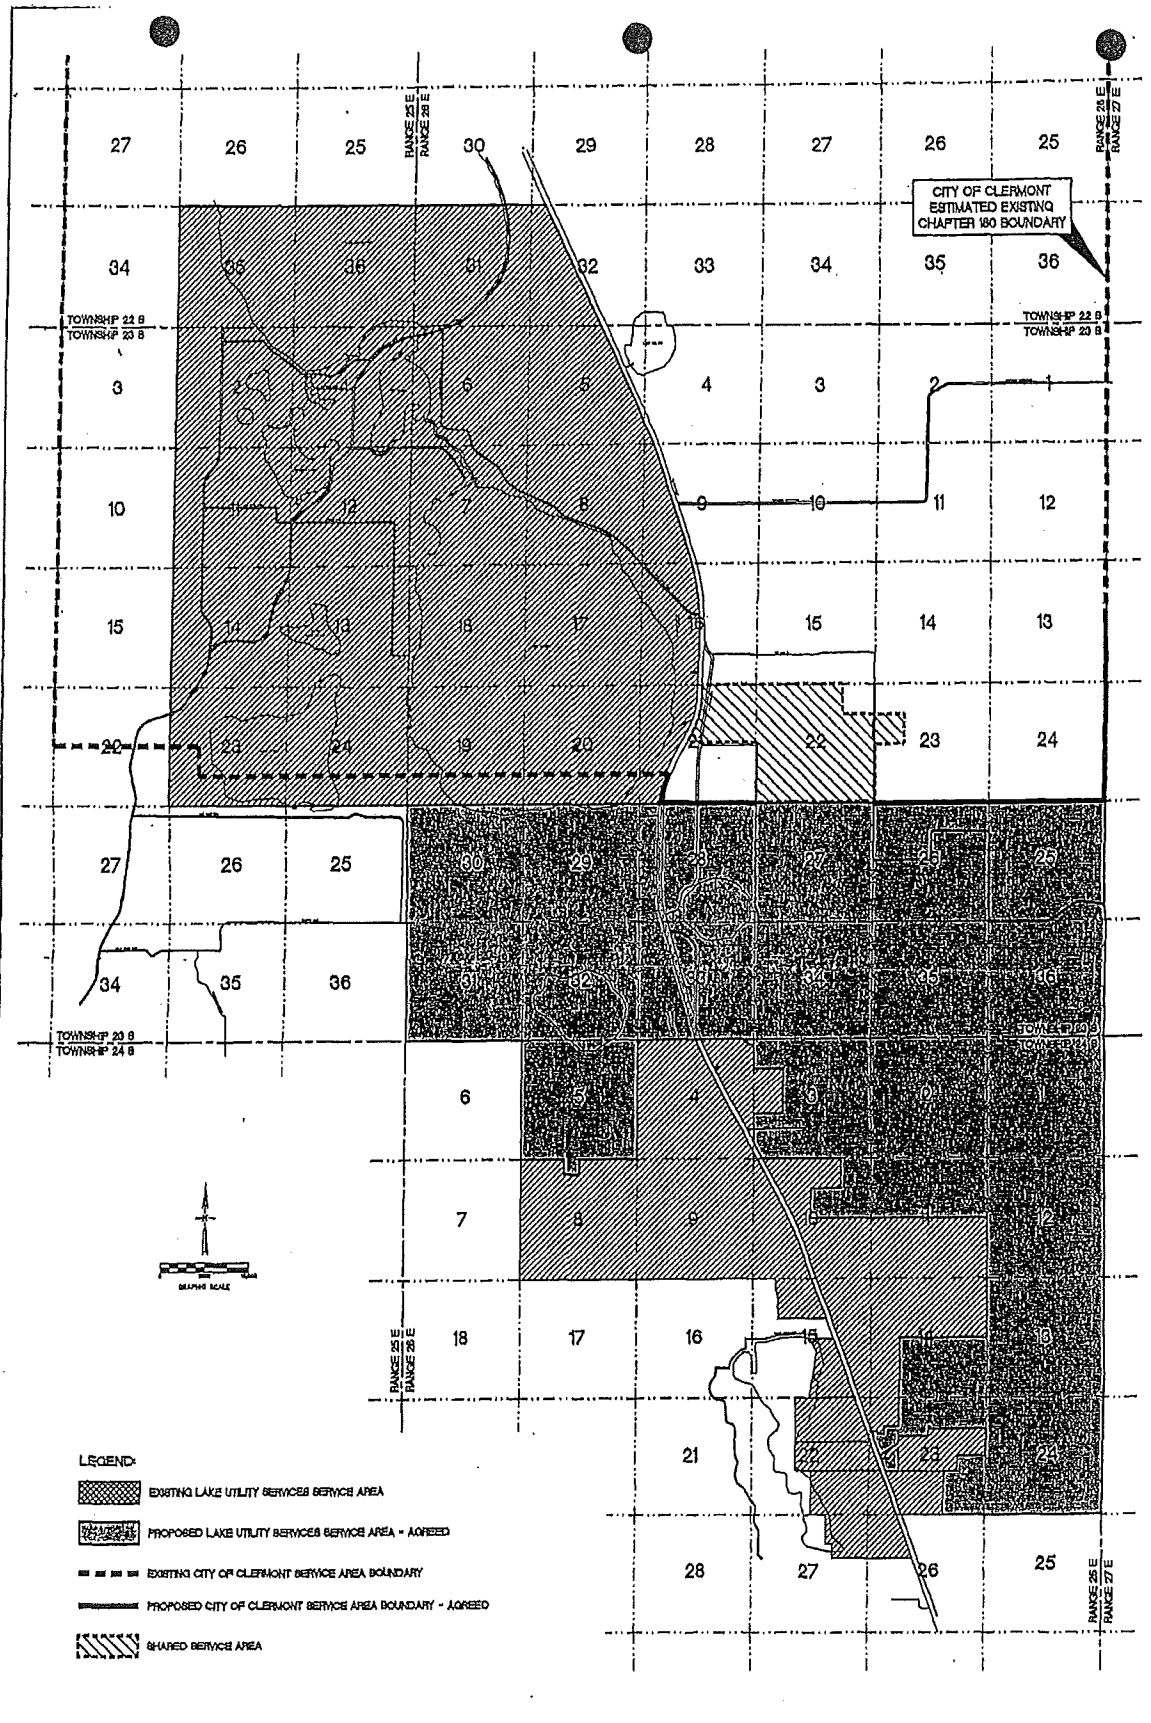 RANGE 25 E
RANGE 26 E
RANGE 26 E
RANGE 27 E
27 26 25 30 29 28 27 26 25
CITY OF CLERMONT
ESTIMATED EXISTING
CHAPTER 180 BOUNDARY
34 35 36 31 32 33 34 35 36
TOWNSHIP 22 S
TOWNSHIP 23 S
TOWNSHIP 22 S
TOWNSHIP 23 S
3 2 6 5 4 3 2 1
10 11 12 7 8 9 10 11 12
15 14 13 18 17 16 15 14 13
22 23 24 19 20 21 22 23 24
27 26 25 30 29 28 27 26 25
34 35 36 31 32 33 34 35 36
TOWNSHIP 23 S
TOWNSHIP 24 S
TOWNSHIP 23 S
TOWNSHIP 24 S
6 5 4 3 2 1
7 8 9 12
GRAPHIC SCALE
18 17 16 15 14 13
RANGE 25 E
RANGE 26 E
21 22 23 24
28 27 26 25
RANGE 26 E
RANGE 27 E
LEGEND:
EXISTING LAKE UTILITY SERVICES SERVICE AREA
PROPOSED LAKE UTILITY SERVICES SERVICE AREA - AGREED
EXISTING CITY OF CLERMONT SERVICE AREA BOUNDARY
PROPOSED CITY OF CLERMONT SERVICE AREA BOUNDARY - AGREED
SHARED SERVICE AREA